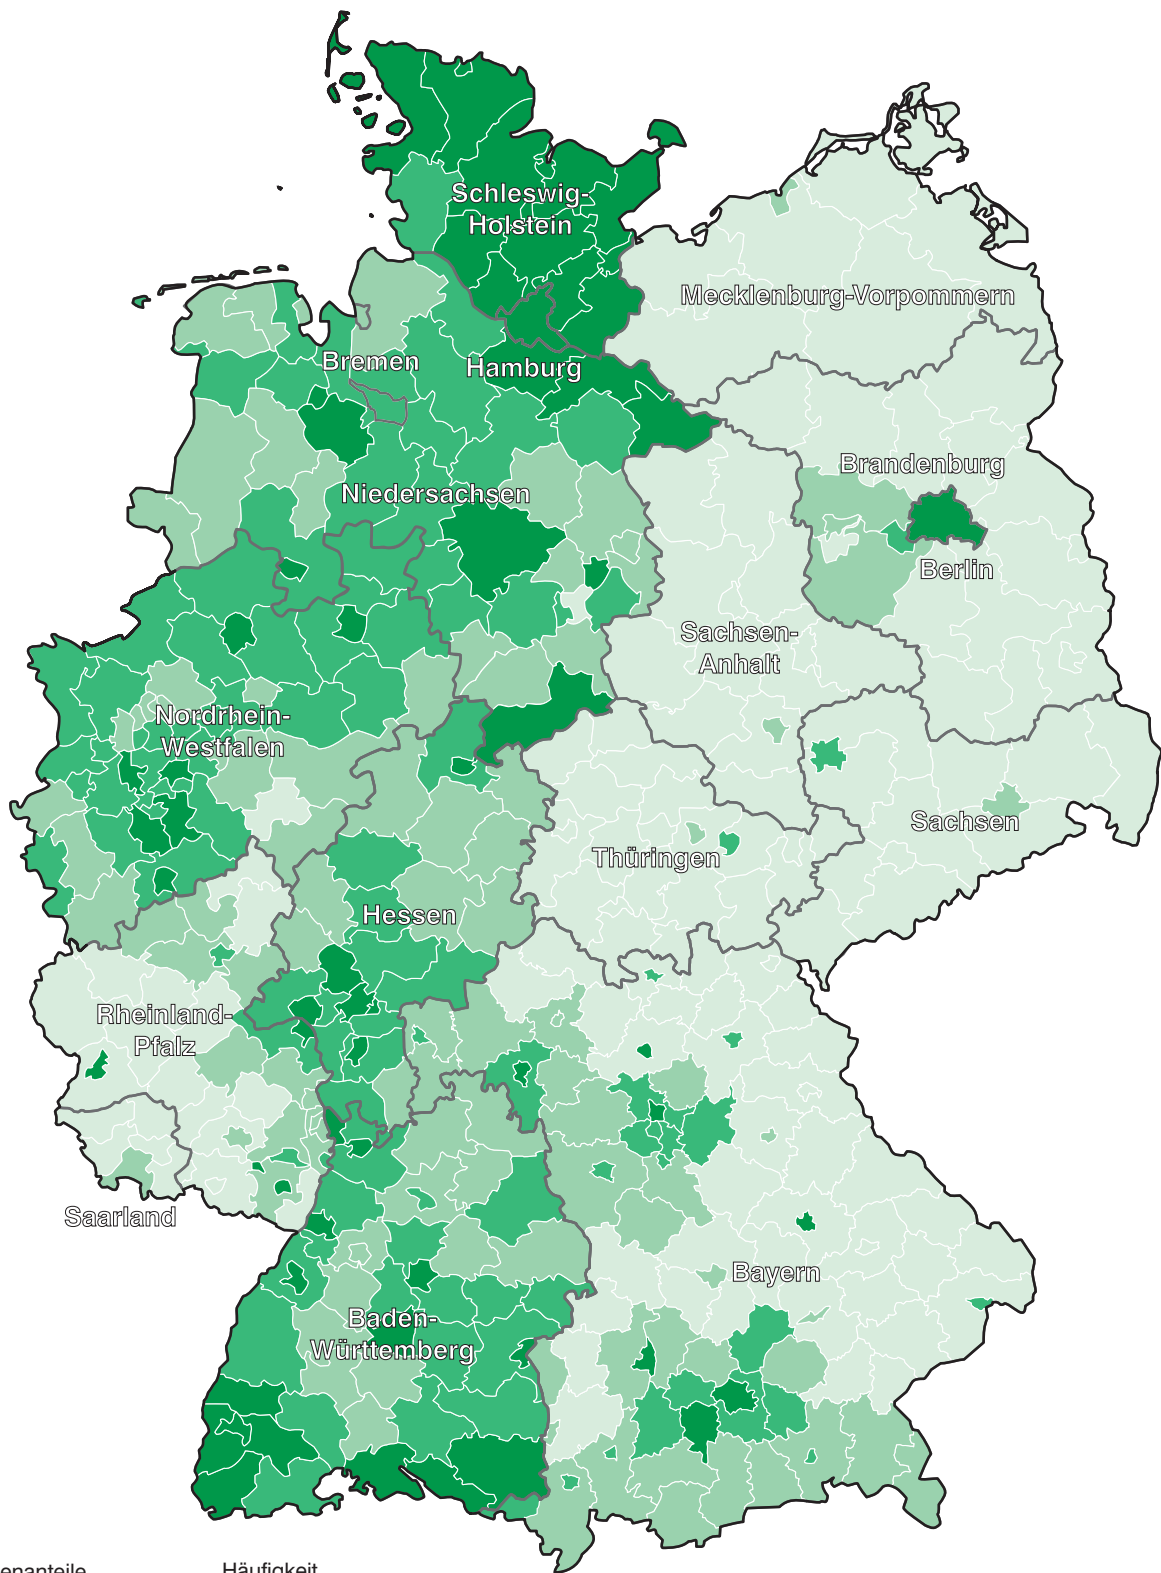 Schleswig-
Holstein
Mecklenburg-Vorpommern
Bremen
Hamburg
Brandenburg
Niedersachsen
Berlin
Sachsen-
Anhalt
Nordrhein-
Westfalen
Sachsen
Thüringen
Hessen
Rheinland-
Pfalz
Saarland
Bayern
Baden-
Württemberg
enanteile
Häufigkeit